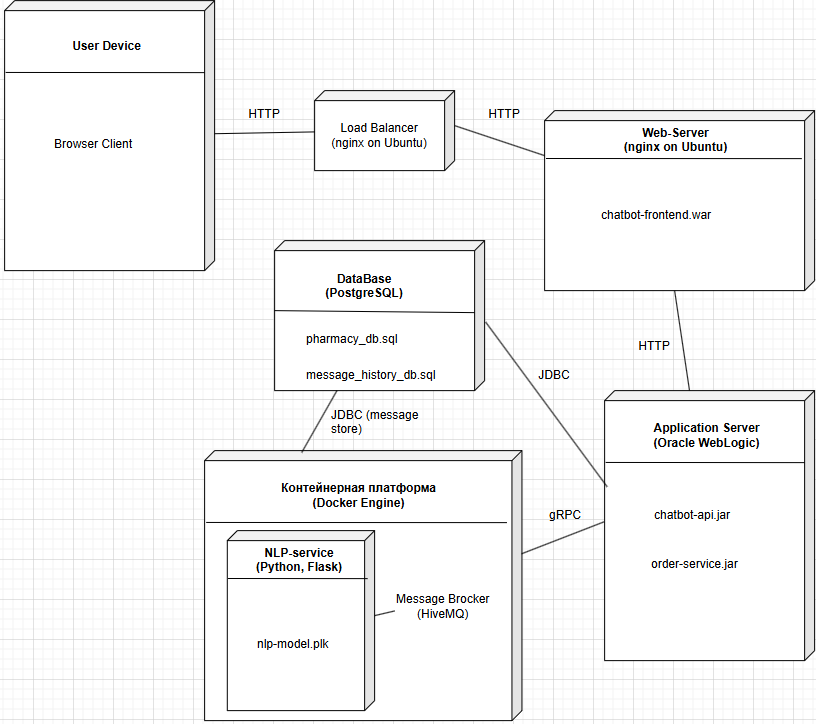 User Device
Browser Client
HTTP
Load Balancer
(nginx on Ubuntu)
HTTP
Web-Server
(nginx on Ubuntu)
chatbot-frontend.war
DataBase
(PostgreSQL)
pharmacy_db.sql
message_history_db.sql
HTTP
JDBC
JDBC (message
store)
Application Server
(Oracle WebLogic)
chatbot-api.jar
order-service.jar
gRPC
Контейнерная платформа
(Docker Engine)
NLP-service
(Python, Flask)
nlp-model.plk
Message Brocker
(HiveMQ)